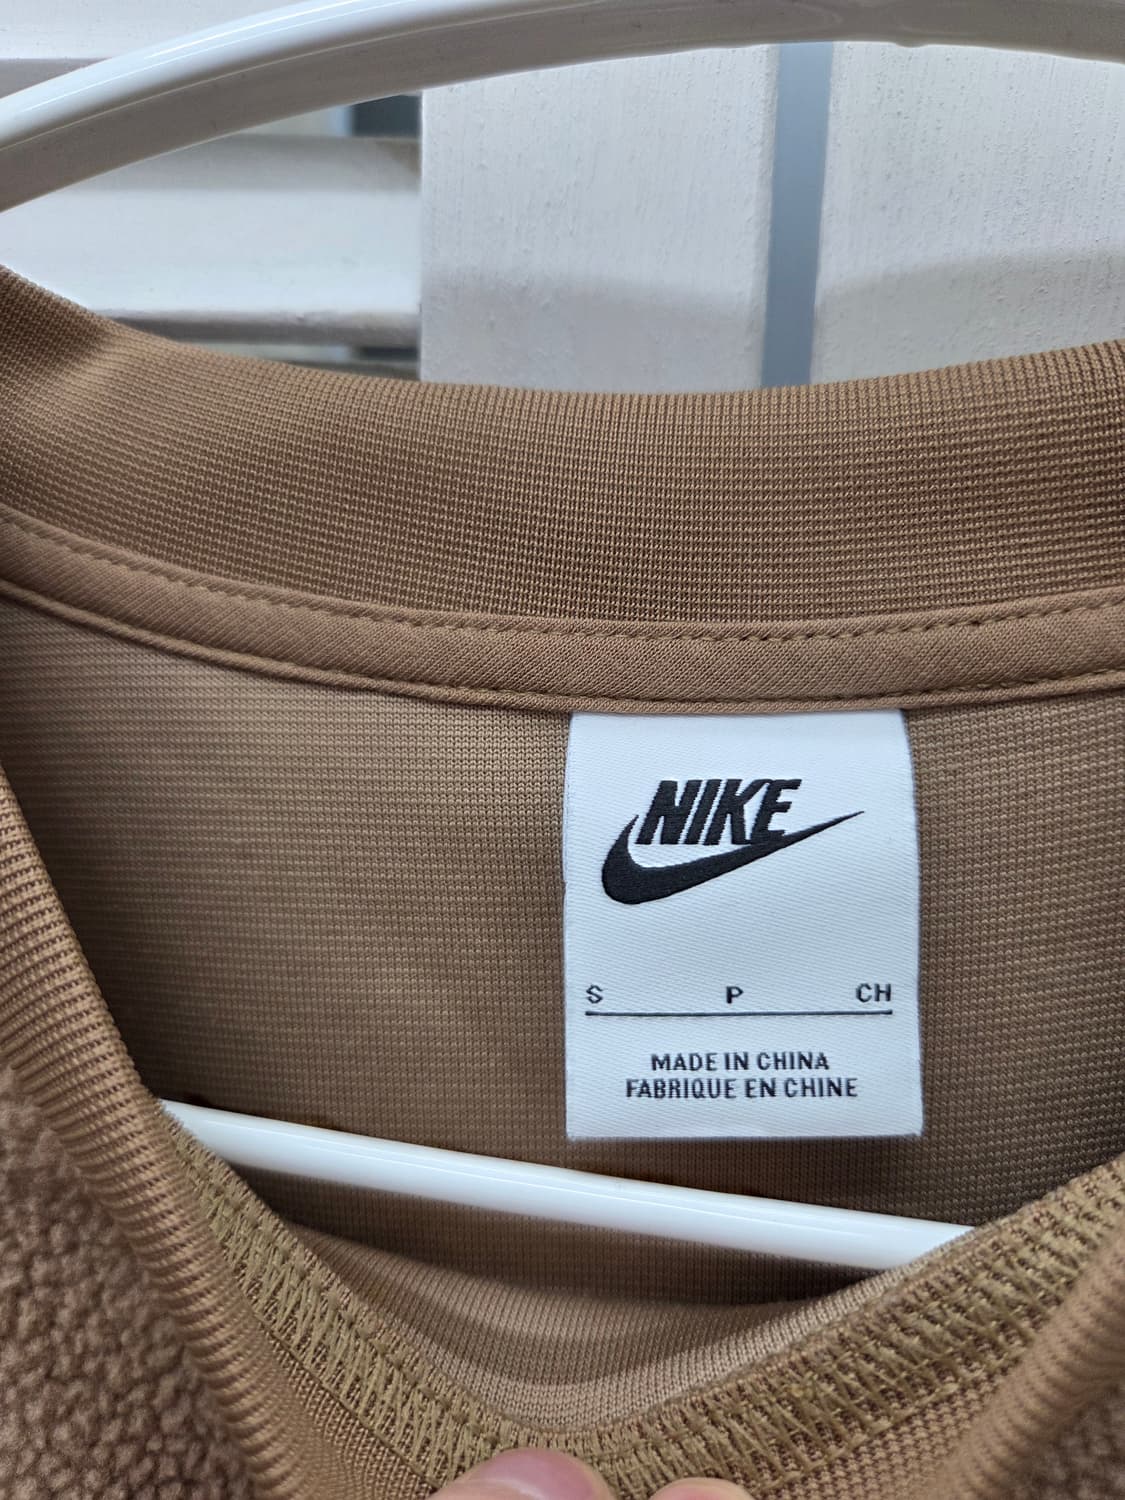 NIKE
S P CH
MADE IN CHINA
FABRIQUE EN CHINE